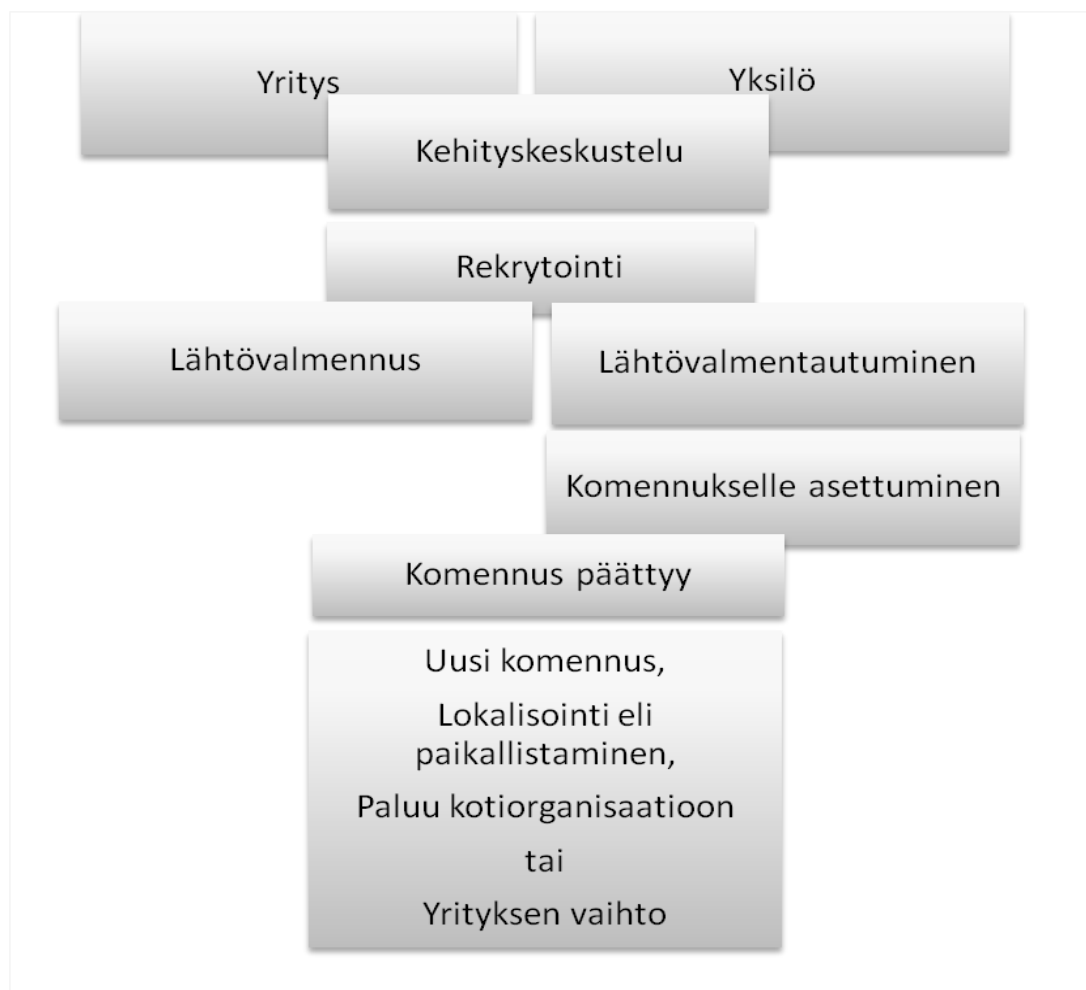 Yritys
Yksilö
Kehityskeskustelu
Rekrytointi
Lähtövalmennus
Lähtövalmentautuminen
Komennukselle asettuminen
Komennus päättyy
Uusi komennus,
Lokalisointi eli
paikallistaminen,
Paluu kotiorganisaatioon
tai
Yrityksen vaihto